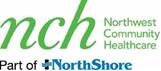 nch Northwest
Community
Healthcare
Part of NorthShore